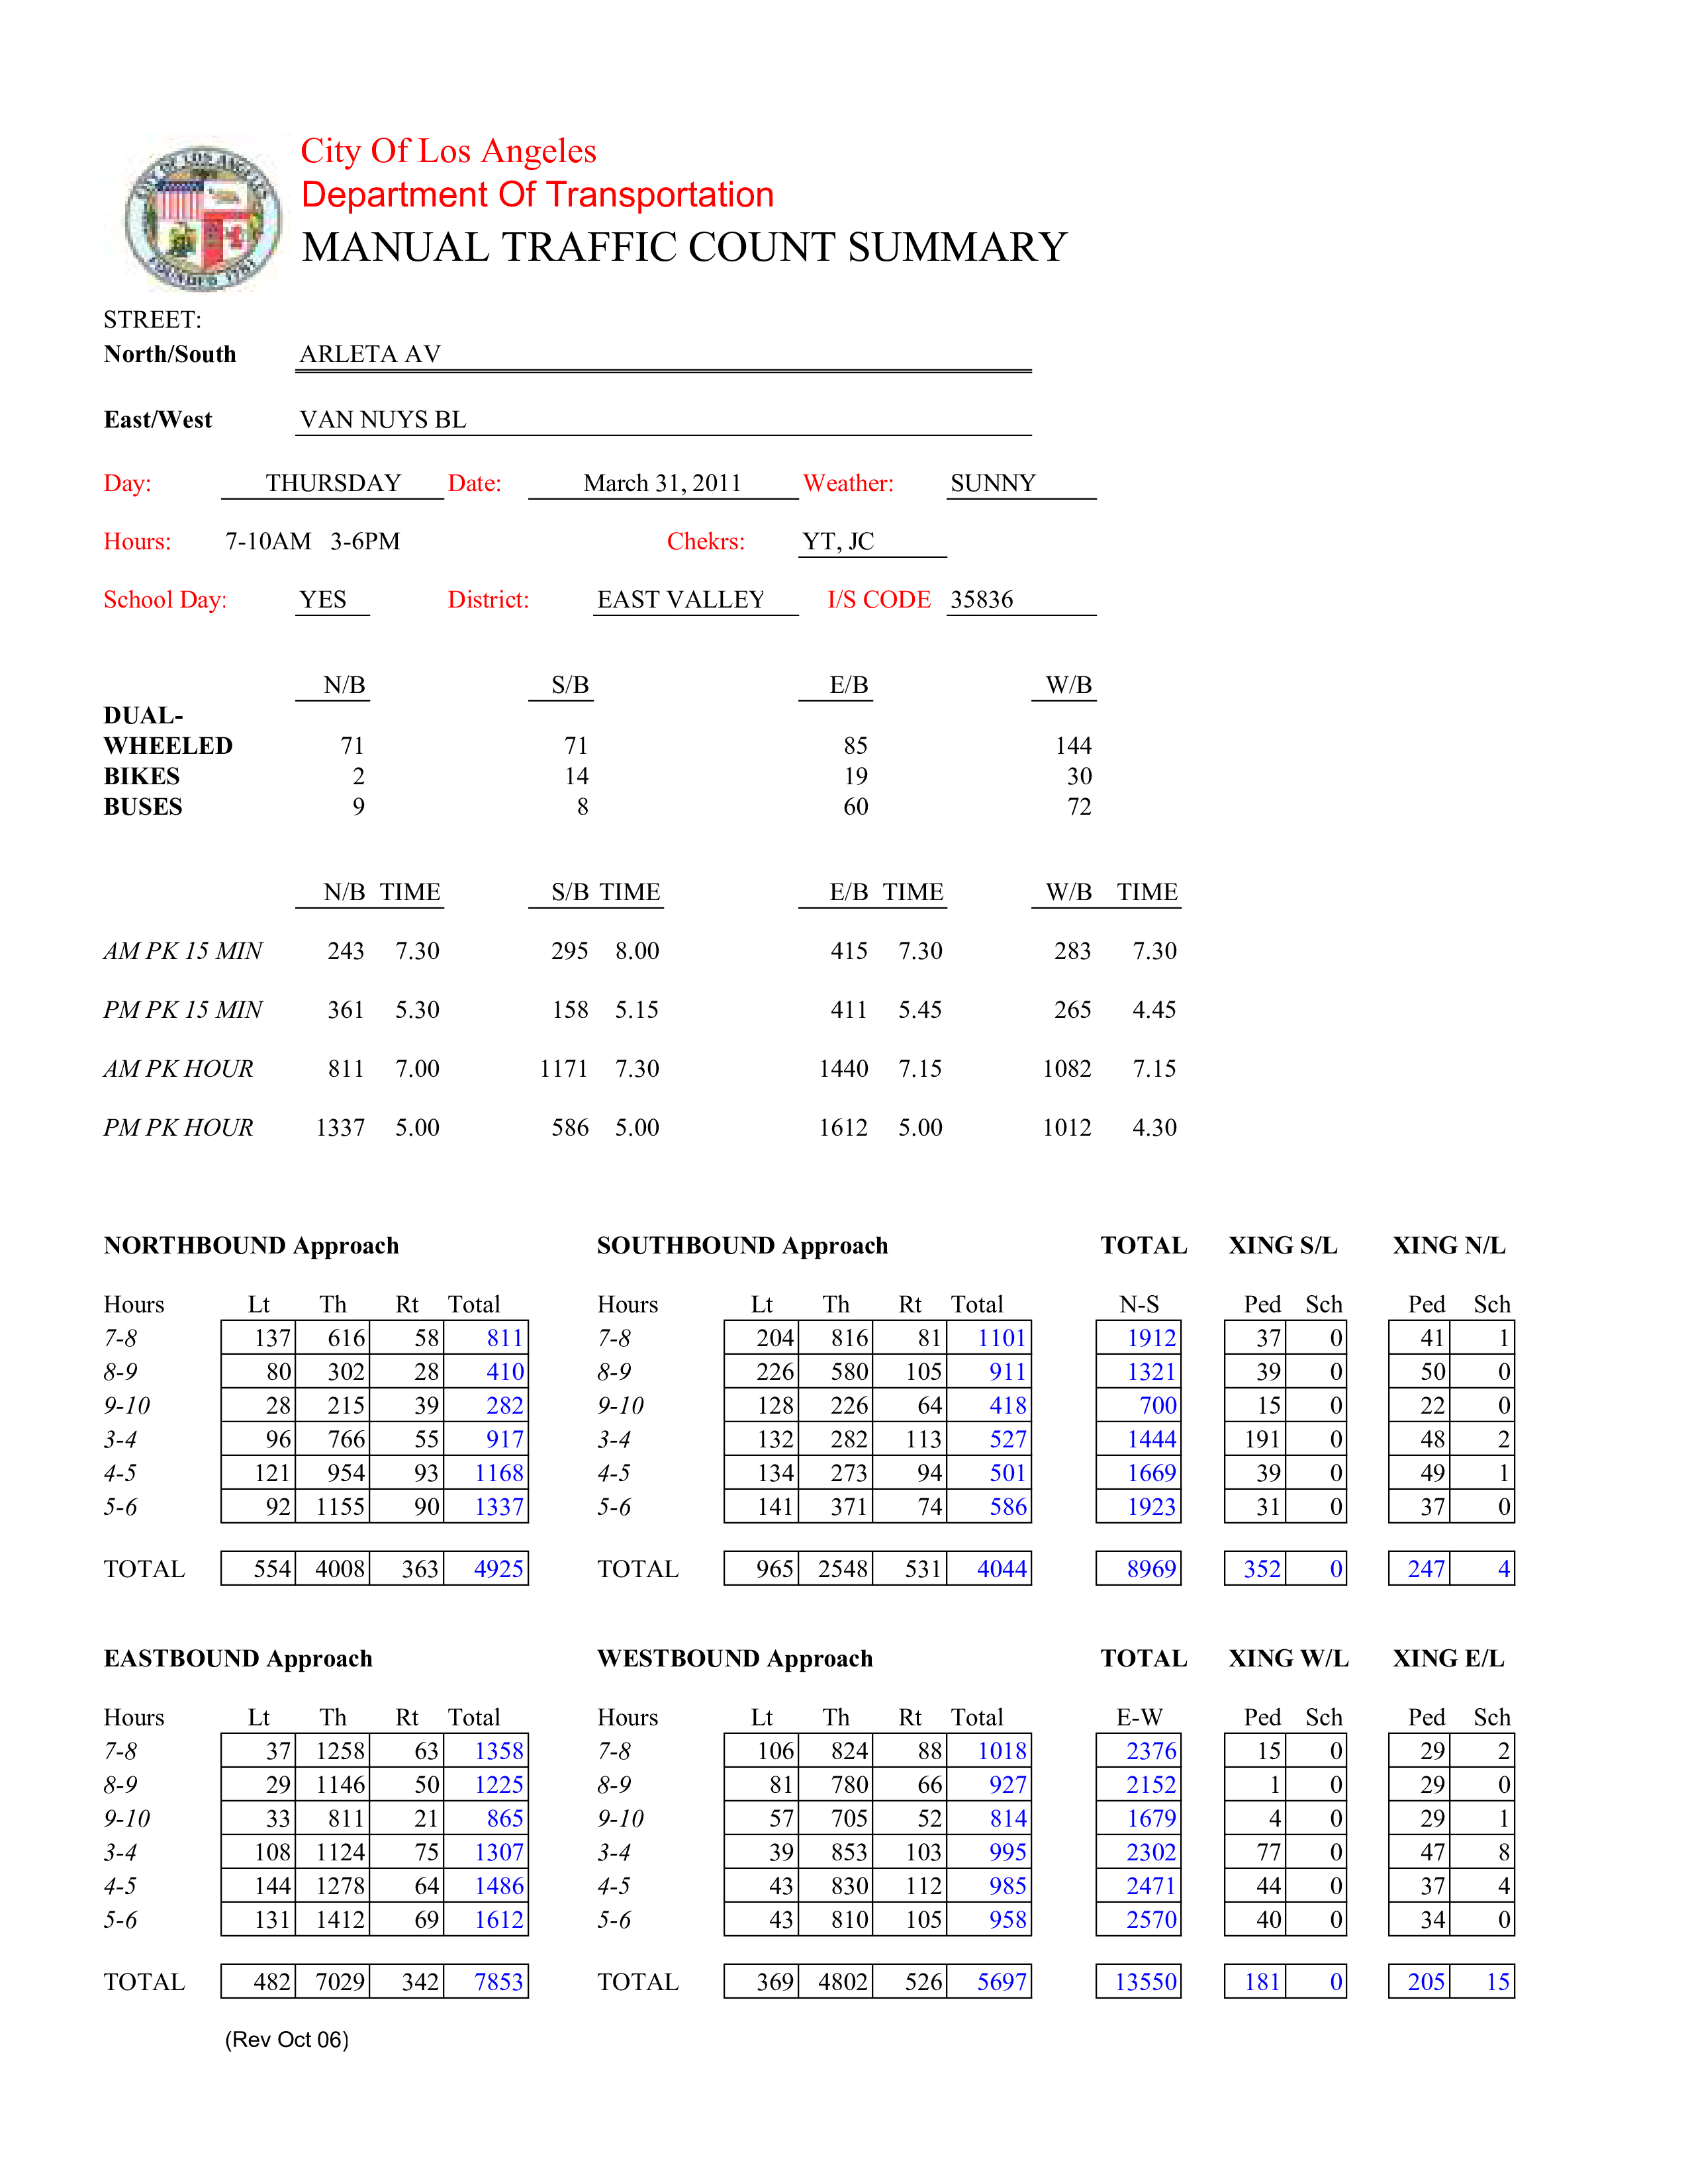 CITY OF LOS ANGELES
FOUNDED 1781
City Of Los Angeles
Department Of Transportation
MANUAL TRAFFIC COUNT SUMMARY
STREET:
North/South ARLETA AV
East/West VAN NUYS BL
Day: THURSDAY Date: March 31, 2011 Weather: SUNNY
Hours: 7-10AM 3-6PM Chekrs: YT, JC
School Day: YES District: EAST VALLEY I/S CODE 35836
N/B S/B E/B W/B
DUAL-
WHEELED 71 71 85 144
BIKES 2 14 19 30
BUSES 9 8 60 72
N/B TIME S/B TIME E/B TIME W/B TIME
AM PK 15 MIN 243 7.30 295 8.00 415 7.30 283 7.30
PM PK 15 MIN 361 5.30 158 5.15 411 5.45 265 4.45
AM PK HOUR 811 7.00 1171 7.30 1440 7.15 1082 7.15
PM PK HOUR 1337 5.00 586 5.00 1612 5.00 1012 4.30
NORTHBOUND Approach SOUTHBOUND Approach TOTAL XING S/L XING N/L
Hours Lt Th Rt Total Hours Lt Th Rt Total N-S Ped Sch Ped Sch
7-8 137 616 58 811 7-8 204 816 81 1101 1912 37 0 41 1
8-9 80 302 28 410 8-9 226 580 105 911 1321 39 0 50 0
9-10 28 215 39 282 9-10 128 226 64 418 700 15 0 22 0
3-4 96 766 55 917 3-4 132 282 113 527 1444 191 0 48 2
4-5 121 954 93 1168 4-5 134 273 94 501 1669 39 0 49 1
5-6 92 1155 90 1337 5-6 141 371 74 586 1923 31 0 37 0
TOTAL 554 4008 363 4925 TOTAL 965 2548 531 4044 8969 352 0 247 4
EASTBOUND Approach WESTBOUND Approach TOTAL XING W/L XING E/L
Hours Lt Th Rt Total Hours Lt Th Rt Total E-W Ped Sch Ped Sch
7-8 37 1258 63 1358 7-8 106 824 88 1018 2376 15 0 29 2
8-9 29 1146 50 1225 8-9 81 780 66 927 2152 1 0 29 0
9-10 33 811 21 865 9-10 57 705 52 814 1679 4 0 29 1
3-4 108 1124 75 1307 3-4 39 853 103 995 2302 77 0 47 8
4-5 144 1278 64 1486 4-5 43 830 112 985 2471 44 0 37 4
5-6 131 1412 69 1612 5-6 43 810 105 958 2570 40 0 34 0
TOTAL 482 7029 342 7853 TOTAL 369 4802 526 5697 13550 181 0 205 15
(Rev Oct 06)